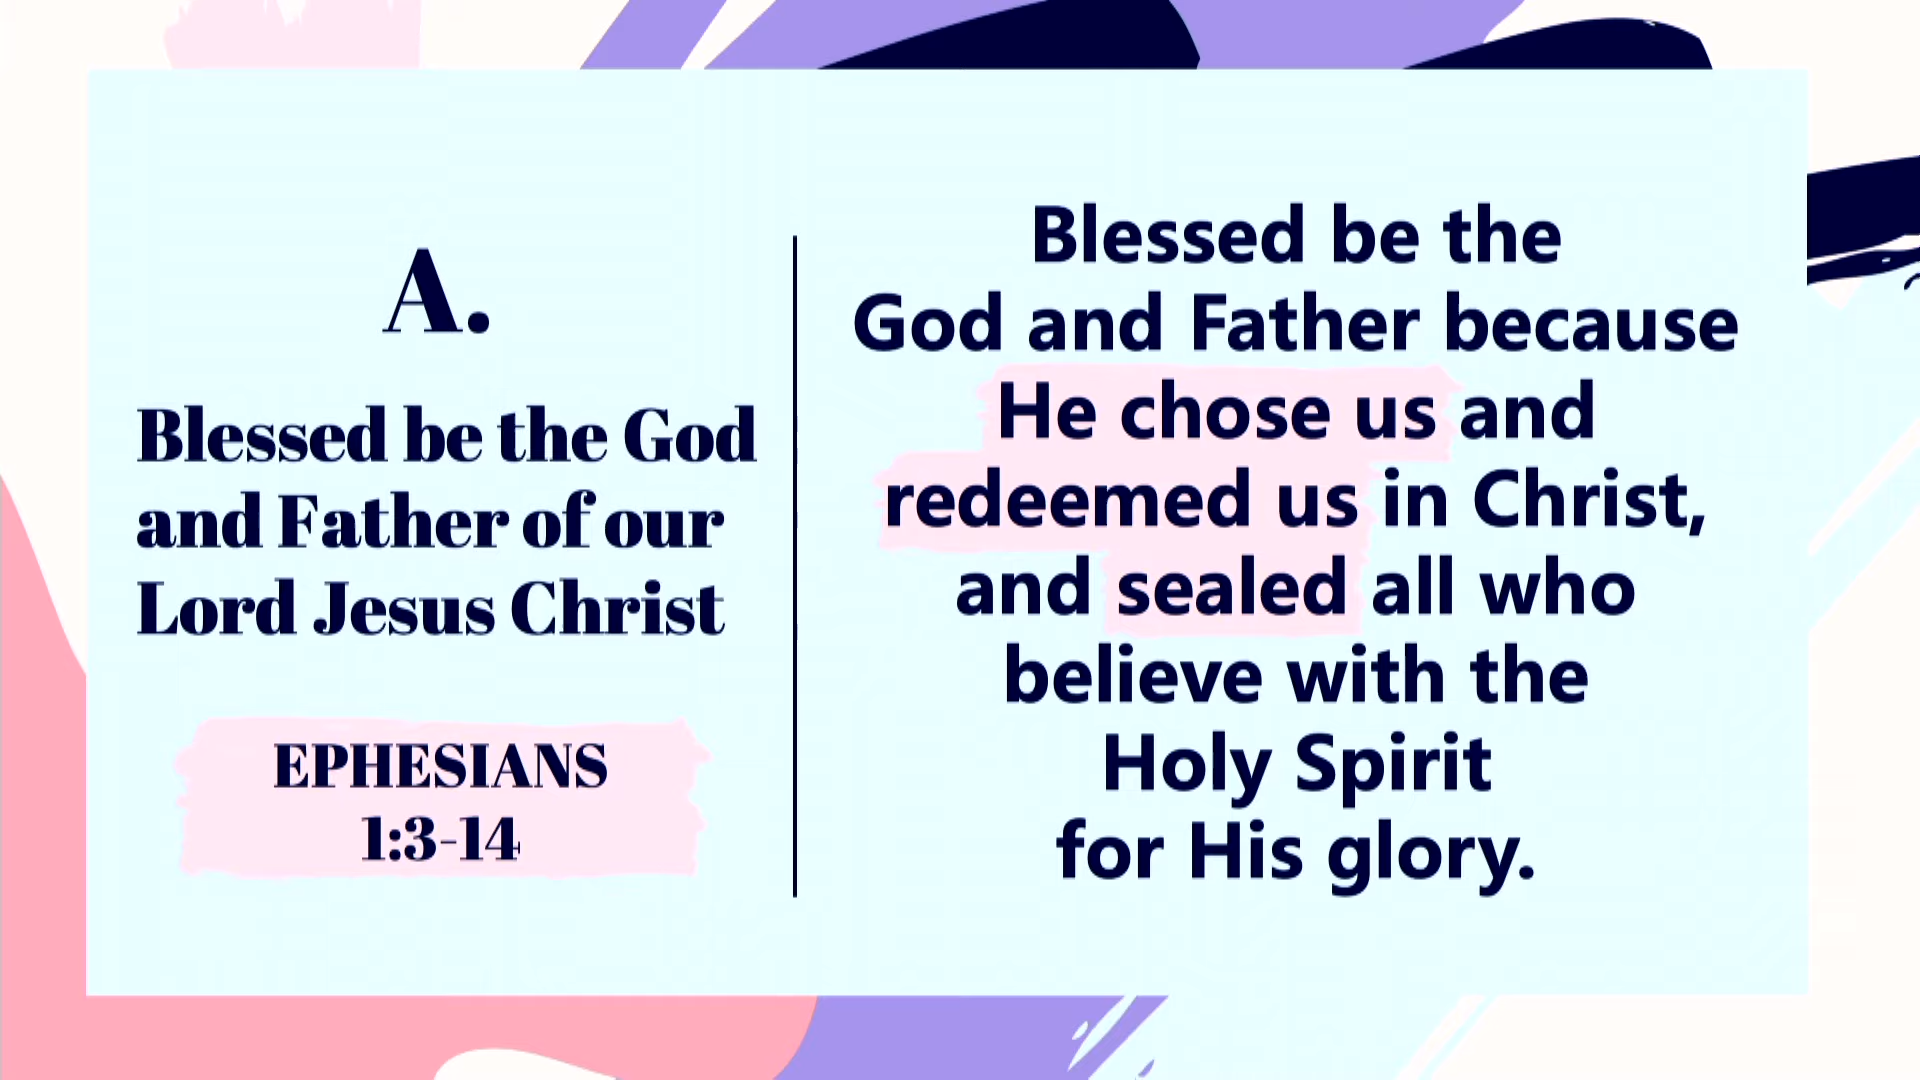 A.
Blessed be the God
and Father of our
Lord Jesus Christ
EPHESIANS
1:3-14
Blessed be the
God and Father because
He chose us and
redeemed us in Christ,
and sealed all who
believe with the
Holy Spirit
for His glory.